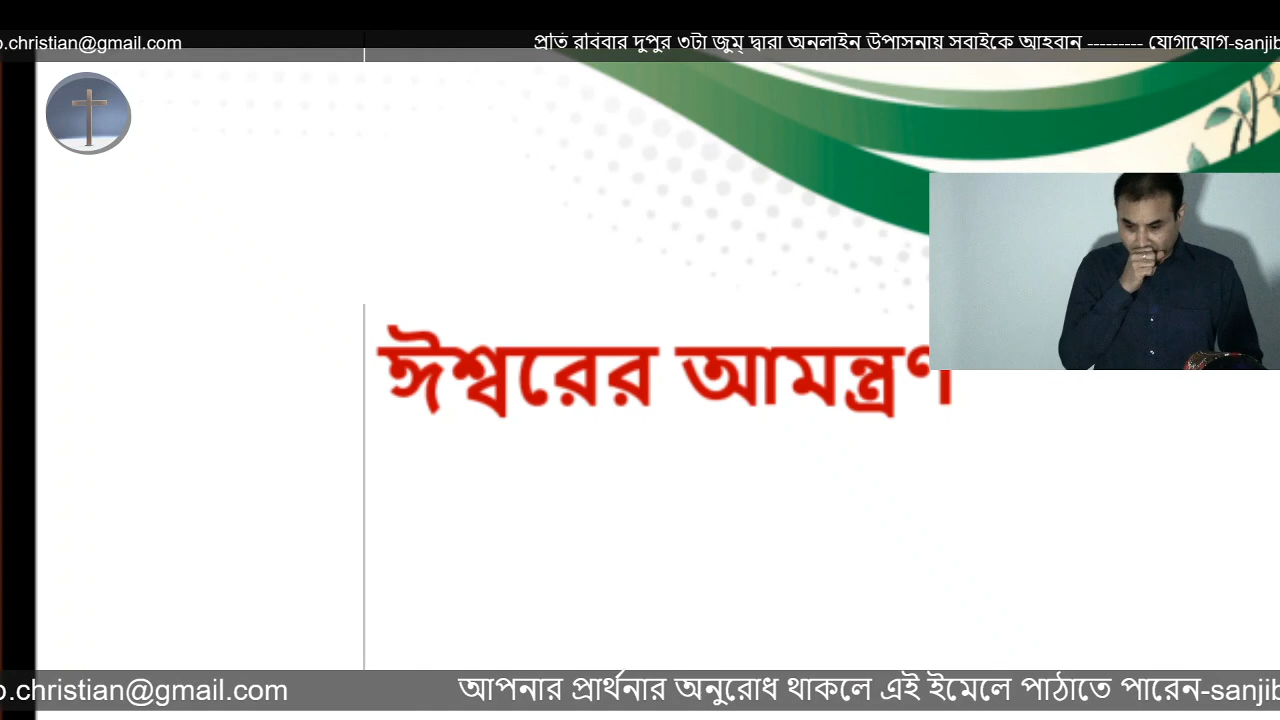 o.christian@gmail.com প্রতি রবিবার দুপুর ৩টা জুম্ দ্বারা অনলাইন উপাসনায় সবাইকে আহবান --------- যোগাযোগ-sanjib
ঈশ্বরের আমন্ত্রণ
o.christian@gmail.com আপনার প্রার্থনার অনুরোধ থাকলে এই ইমেলে পাঠাতে পারেন-sanjib